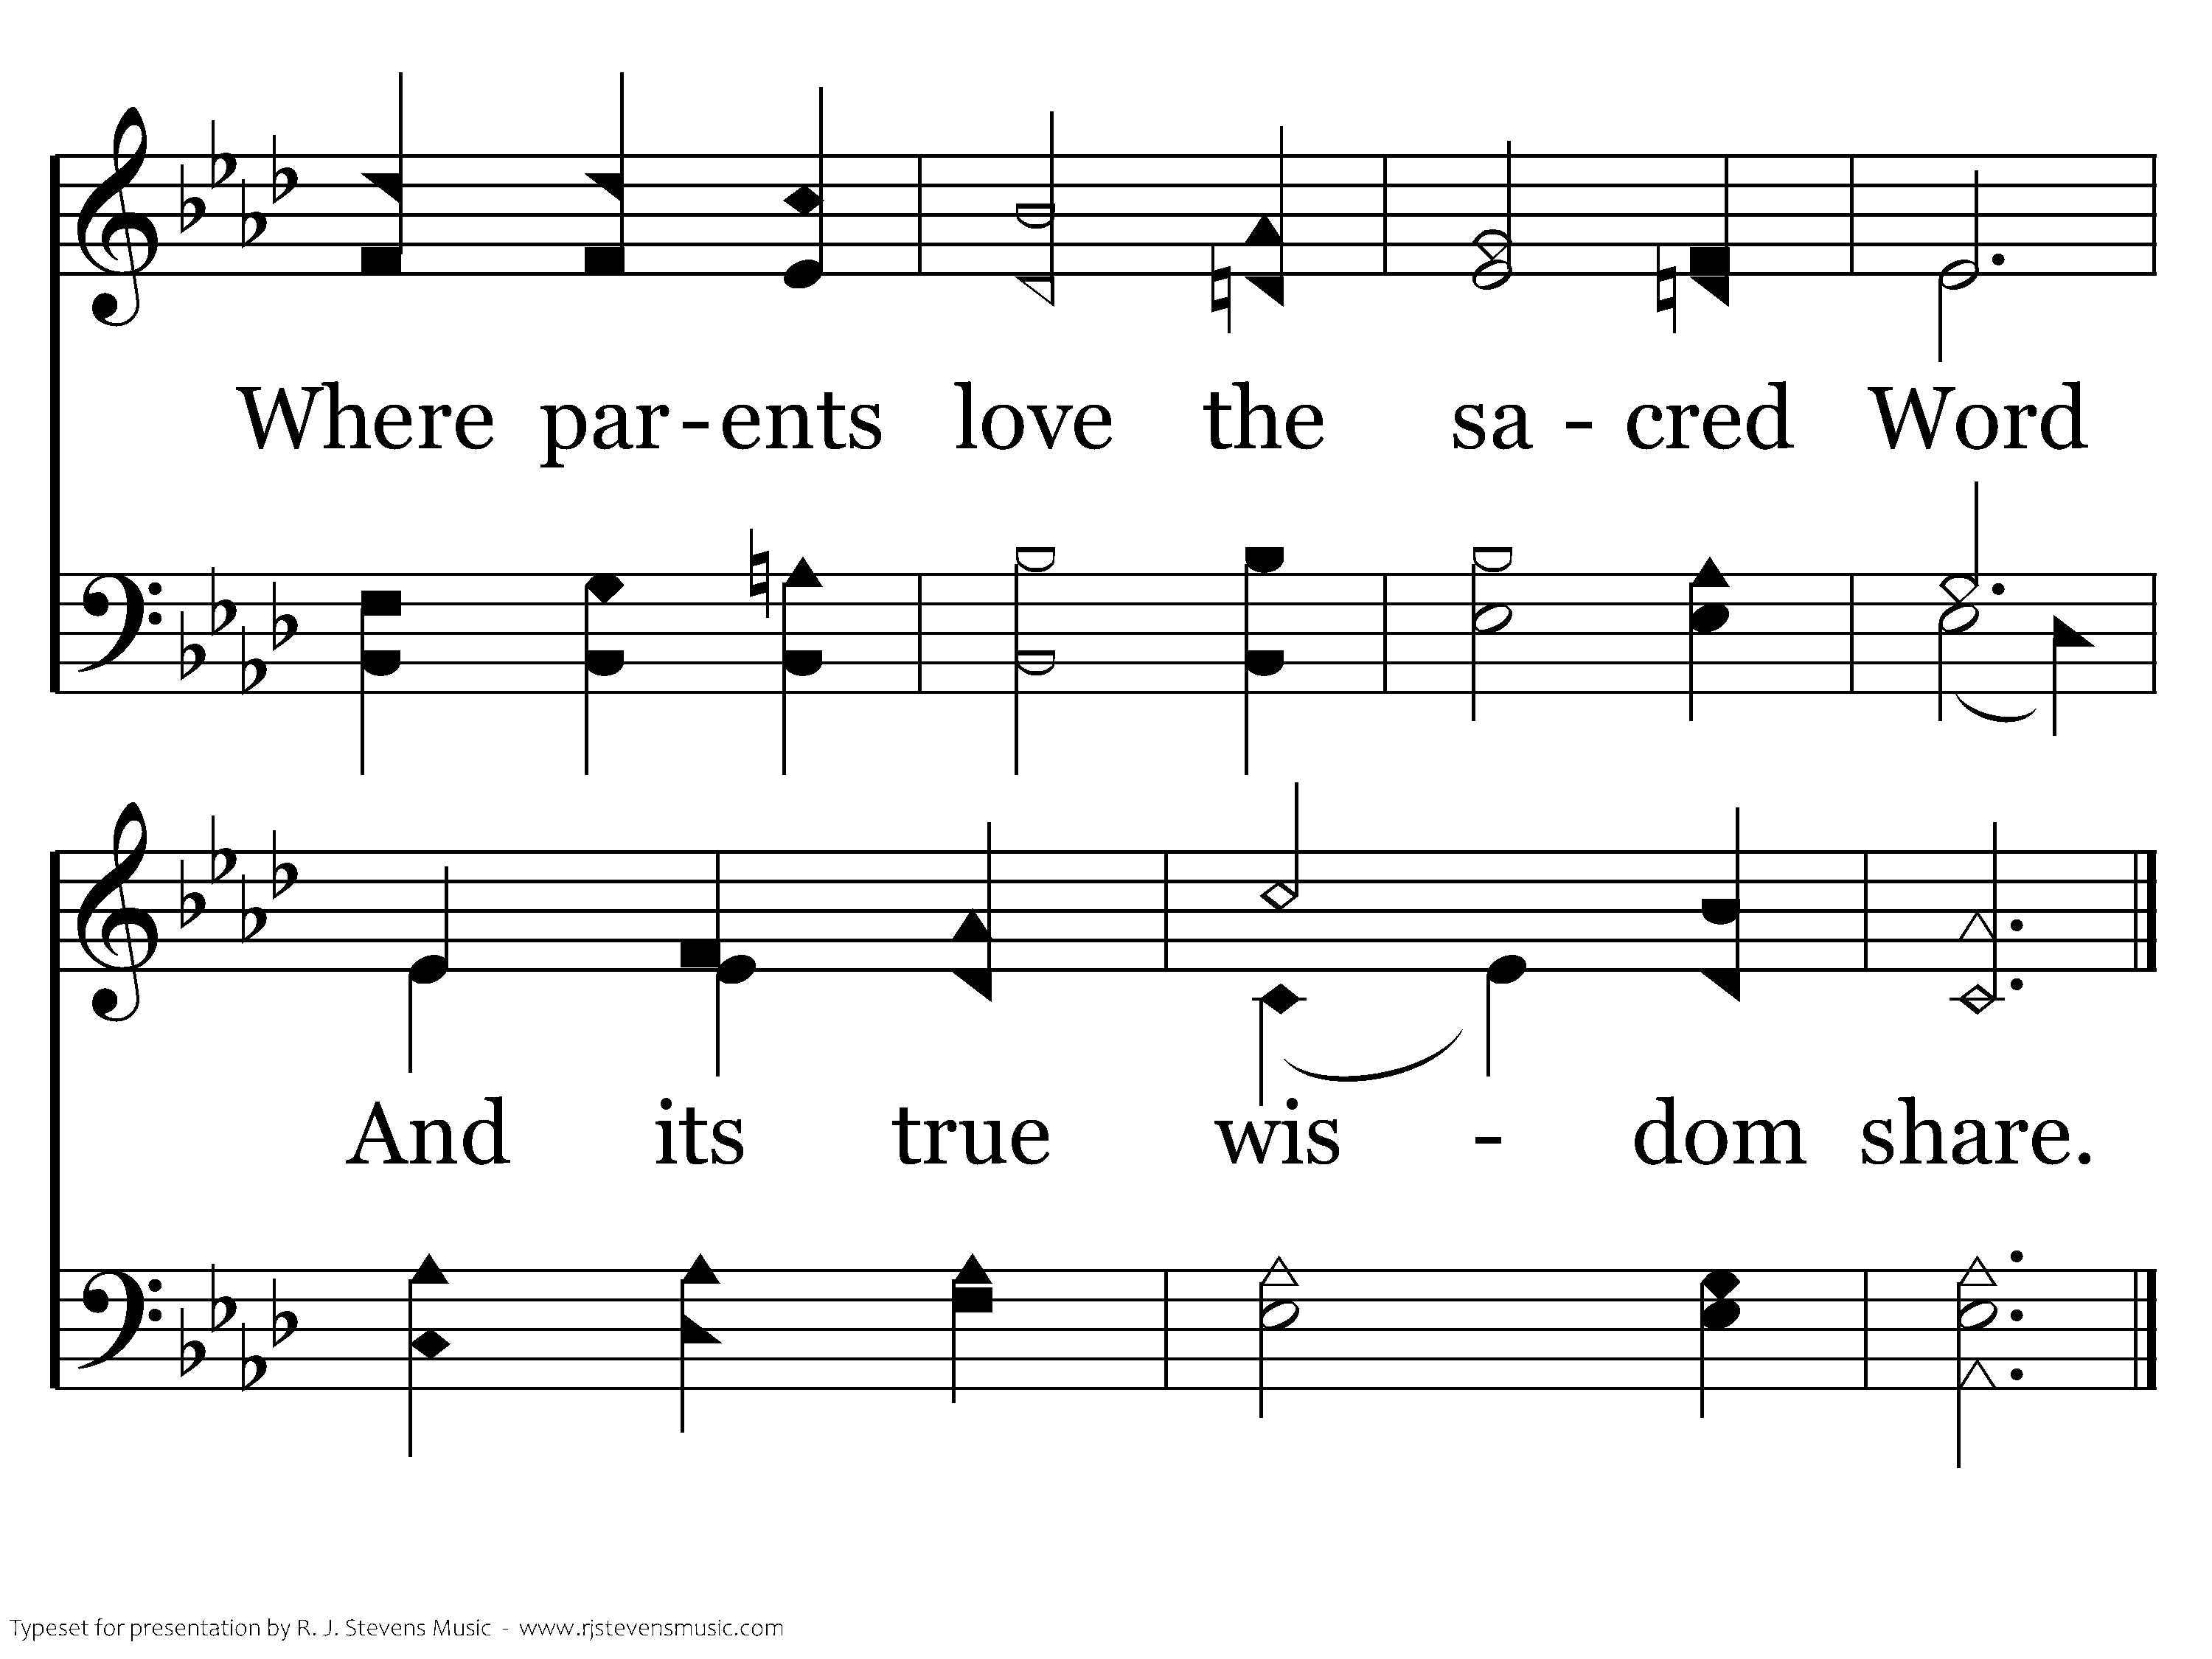 Where par-ents love the sa - cred Word
And its true wis - dom share.
Typeset for presentation by R. J. Stevens Music - www.rjstevensmusic.com